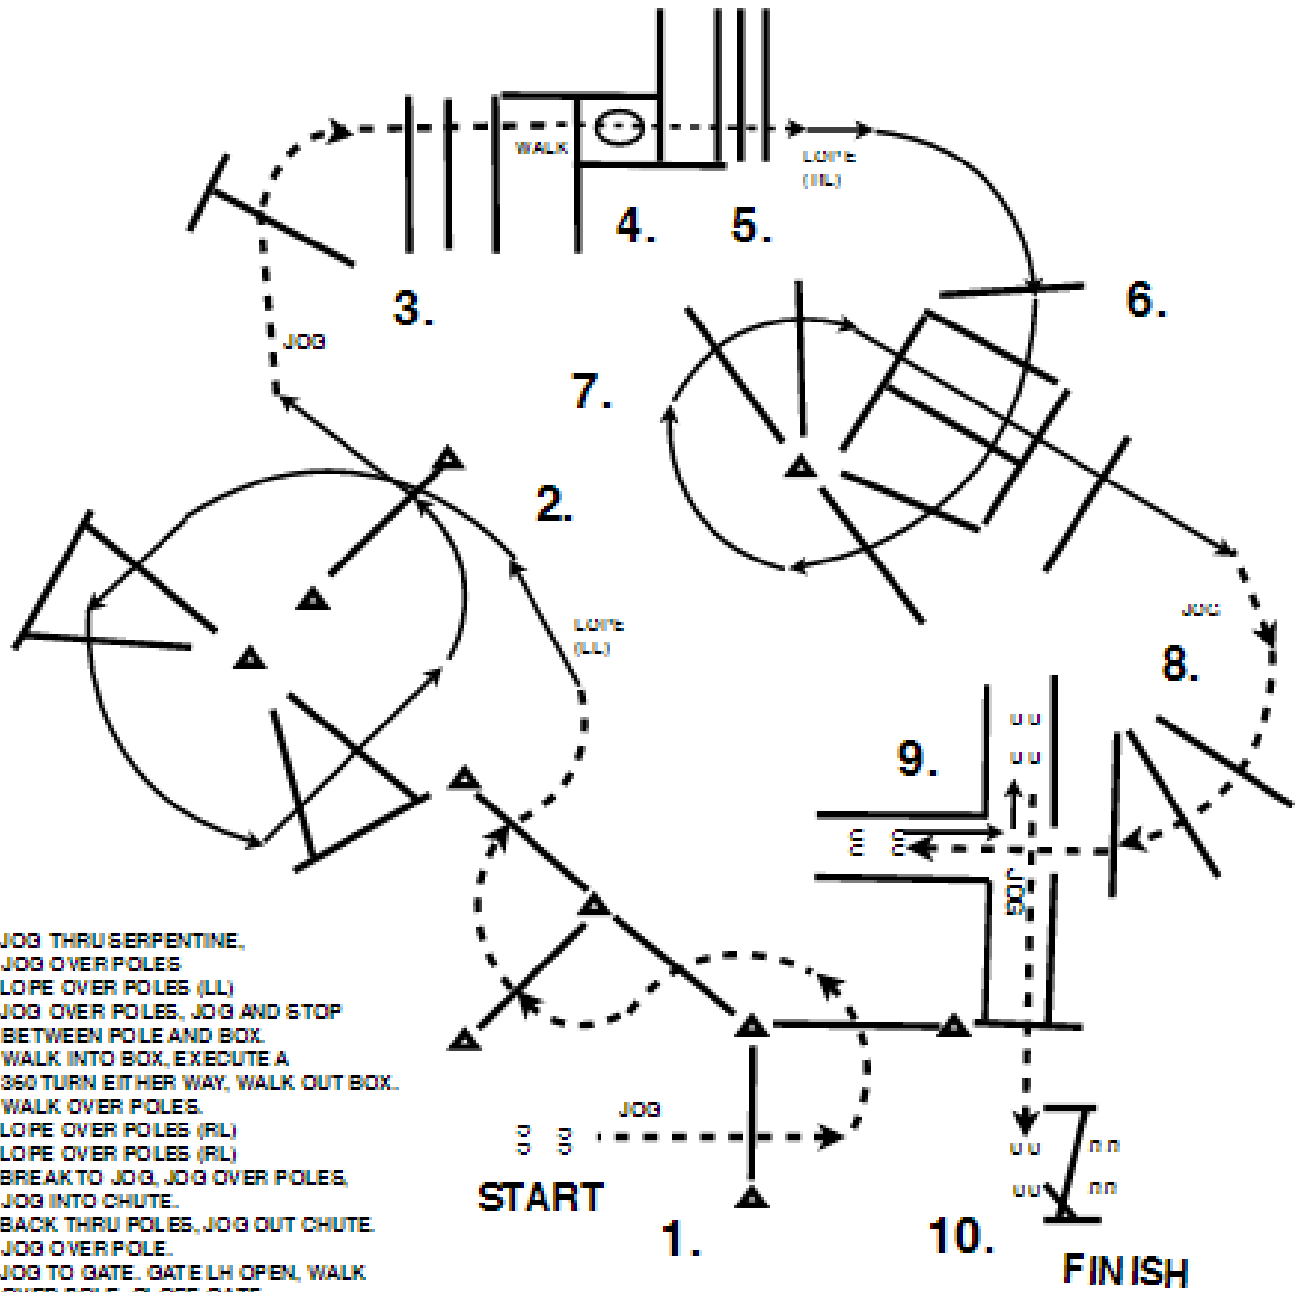 WALK
LOPE
(RL)
4.
5.
3.
6.
JOG
7.
2.
LOPE
(LL)
JOG
8.
9.
JOG
JOG THRU SERPENTINE,
JOG OVER POLES
LOPE OVER POLES (LL)
JOG OVER POLES, JOG AND STOP
BETWEEN POLE AND BOX.
WALK INTO BOX, EXECUTE A
360 TURN EITHER WAY, WALK OUT BOX.
WALK OVER POLES.
LOPE OVER POLES (RL)
LOPE OVER POLES (RL)
BREAK TO JOG, JOG OVER POLES,
JOG INTO CHUTE.
BACK THRU POLES, JOG OUT CHUTE.
JOG OVER POLE.
JOG TO GATE. GATE LH OPEN, WALK
OVER POLE, CLOSE GATE
JOG
START
1.
10.
FINISH